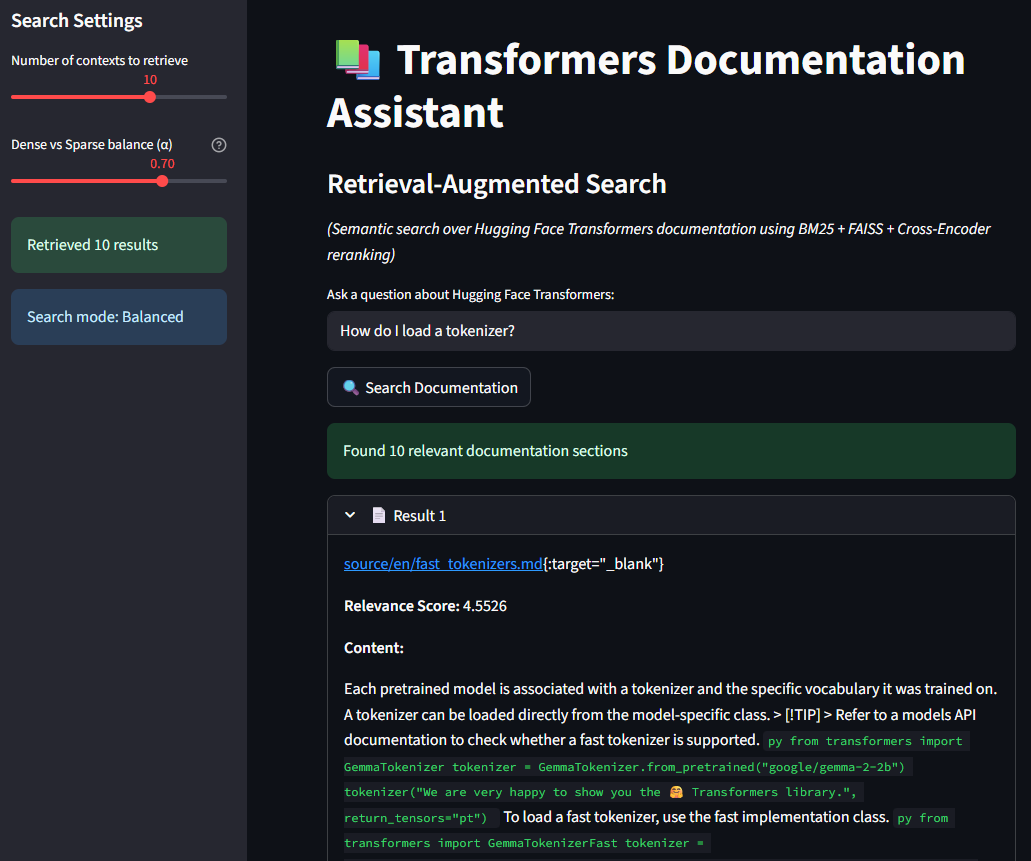 Search Settings
Number of contexts to retrieve
10
Dense vs Sparse balance (α)
0.70
Retrieved 10 results
Search mode: Balanced
📚 Transformers Documentation
Assistant
Retrieval-Augmented Search
(Semantic search over Hugging Face Transformers documentation using BM25 + FAISS + Cross-Encoder
reranking)
Ask a question about Hugging Face Transformers:
How do I load a tokenizer?
🔍 Search Documentation
Found 10 relevant documentation sections
📄 Result 1
source/en/fast_tokenizers.md{:target="_blank"}
Relevance Score: 4.5526
Content:
Each pretrained model is associated with a tokenizer and the specific vocabulary it was trained on.
A tokenizer can be loaded directly from the model-specific class. > [!TIP] > Refer to a models API
documentation to check whether a fast tokenizer is supported. py from transformers import
GemmaTokenizer tokenizer = GemmaTokenizer.from_pretrained("google/gemma-2-2b")
tokenizer("We are very happy to show you the 🤗 Transformers library.",
return_tensors="pt") To load a fast tokenizer, use the fast implementation class. py from
transformers import GemmaTokenizerFast tokenizer =